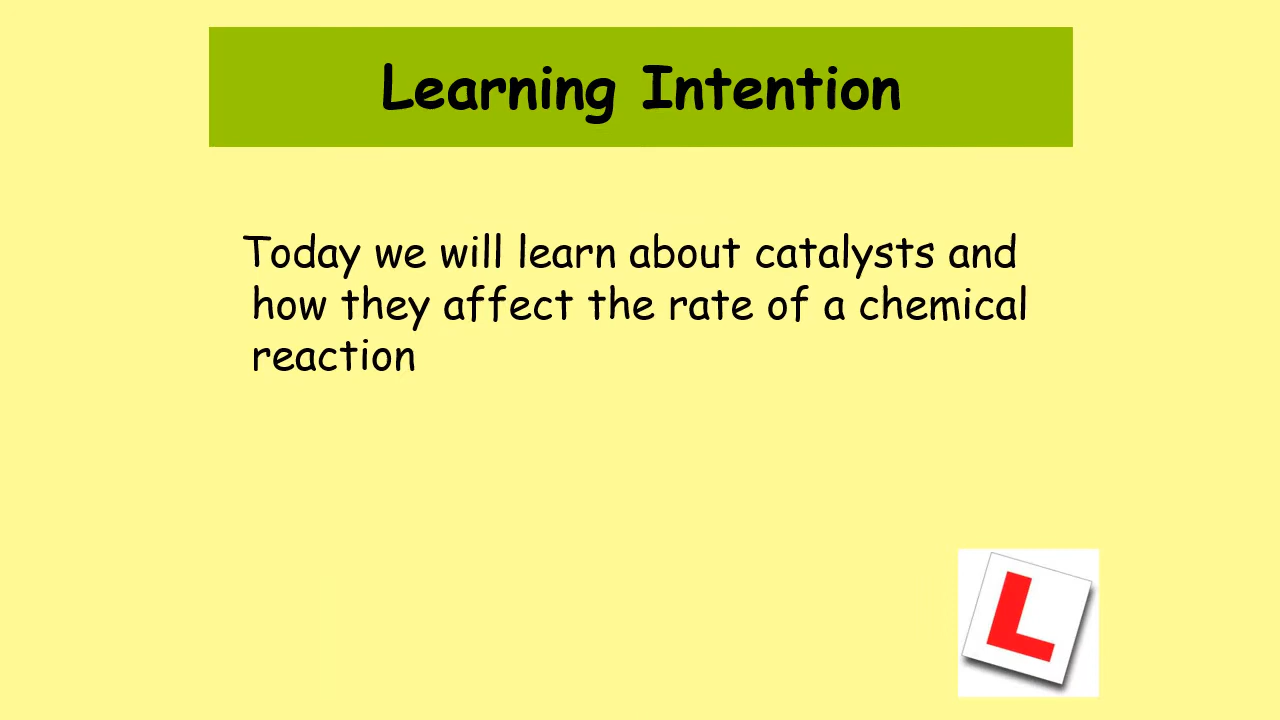 Learning Intention
Today we will learn about catalysts and
how they affect the rate of a chemical
reaction
L